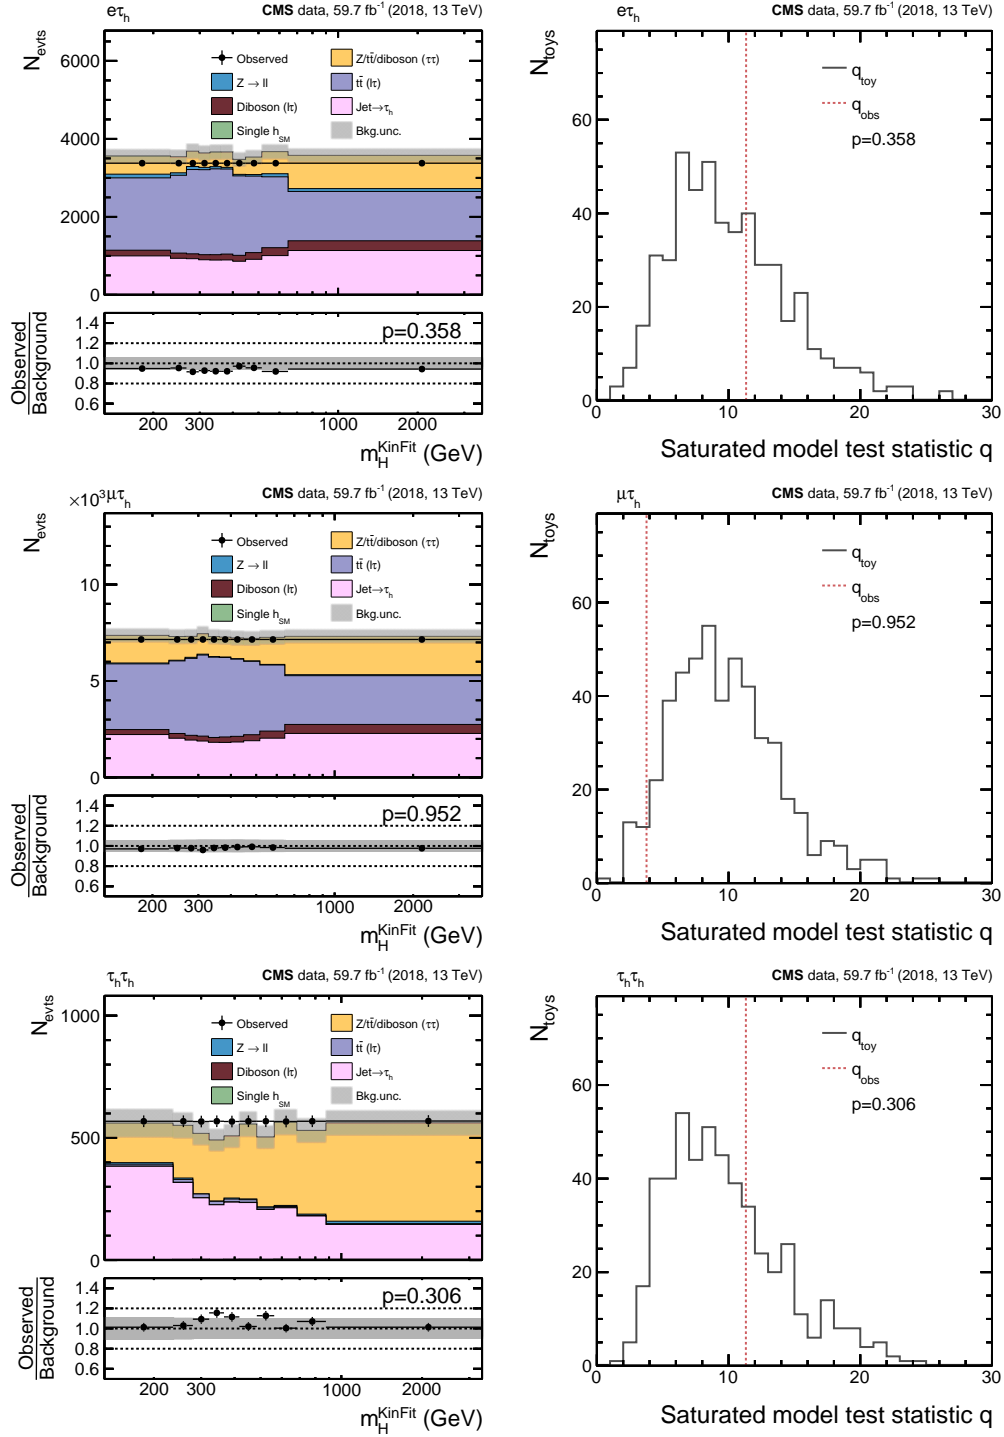 eτh CMS data, 59.7 fb⁻¹ (2018, 13 TeV)
Nevts
6000
4000
2000
0
Observed
Z → ll
Diboson (lτ)
Single hSM
Z/tt̄/diboson (ττ)
tt̄ (lτ)
Jet→τh
Bkg.unc.
Observed
Background
1.4
1.2
1.0
0.8
0.6
p=0.358
200 300 1000 2000
mHKinFit (GeV)
eτh CMS data, 59.7 fb⁻¹ (2018, 13 TeV)
Ntoys
60
40
20
0
qtoy
qobs
p=0.358
0 10 20 30
Saturated model test statistic q
×10³ μτh CMS data, 59.7 fb⁻¹ (2018, 13 TeV)
Nevts
10
5
0
Observed
Z → ll
Diboson (lτ)
Single hSM
Z/tt̄/diboson (ττ)
tt̄ (lτ)
Jet→τh
Bkg.unc.
Observed
Background
1.4
1.2
1.0
0.8
0.6
p=0.952
200 300 1000 2000
mHKinFit (GeV)
μτh CMS data, 59.7 fb⁻¹ (2018, 13 TeV)
Ntoys
60
40
20
0
qtoy
qobs
p=0.952
0 10 20 30
Saturated model test statistic q
τhτh CMS data, 59.7 fb⁻¹ (2018, 13 TeV)
Nevts
1000
500
0
Observed
Z → ll
Diboson (lτ)
Single hSM
Z/tt̄/diboson (ττ)
tt̄ (lτ)
Jet→τh
Bkg.unc.
Observed
Background
1.4
1.2
1.0
0.8
0.6
p=0.306
200 300 1000 2000
mHKinFit (GeV)
τhτh CMS data, 59.7 fb⁻¹ (2018, 13 TeV)
Ntoys
60
40
20
0
qtoy
qobs
p=0.306
0 10 20 30
Saturated model test statistic q